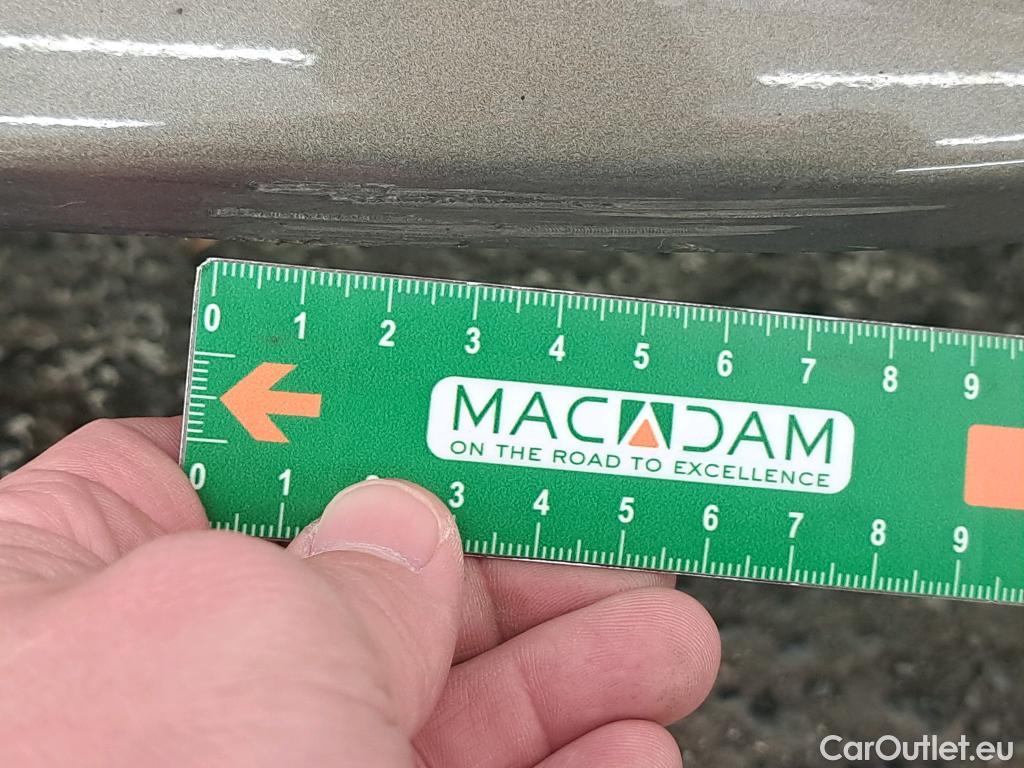 0 1 2 3 4 5 6 7 8 9
MACADAM
ON THE ROAD TO EXCELLENCE
0 1 3 4 5 6 7 8 9
CarOutlet.eu